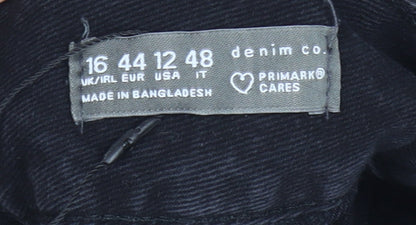 16 44 12 48
UK/IRL EUR USA IT
MADE IN BANGLADESH
denim co.
PRIMARK®
CARES